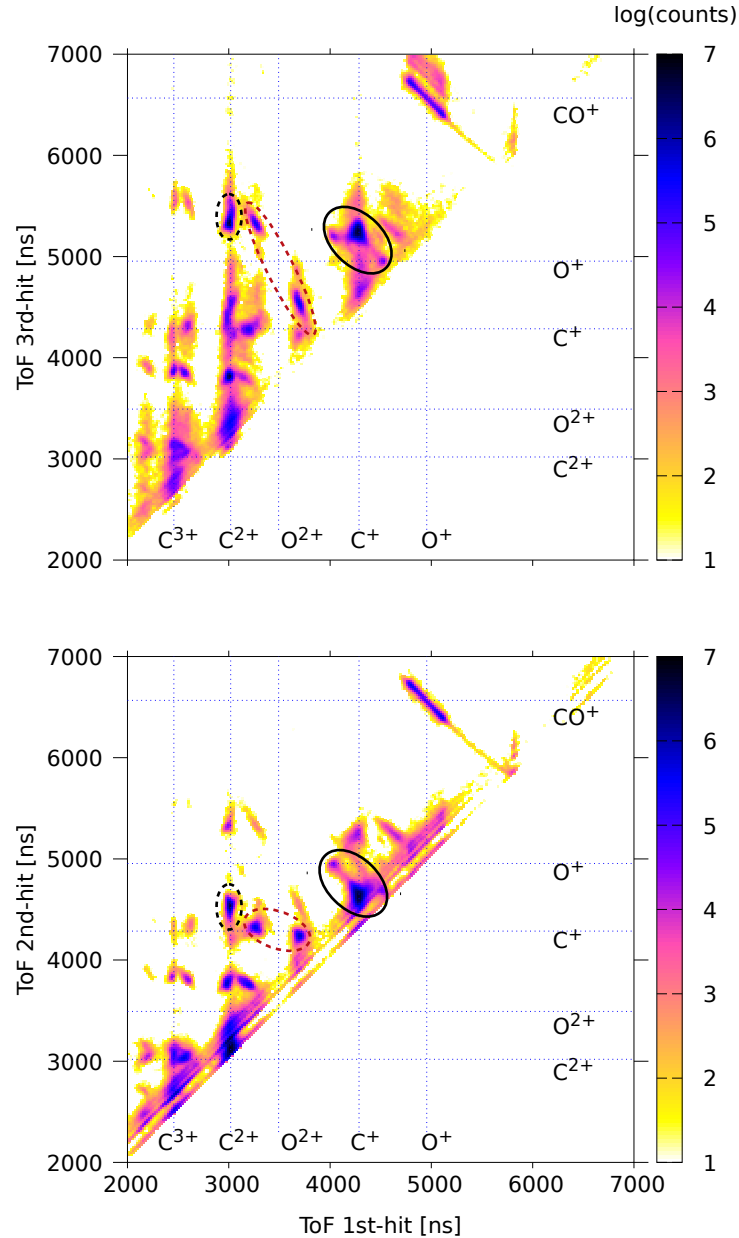 log(counts)
7000
7
CO⁺
6
6000
5
ToF 3rd-hit [ns]
5000
O⁺
4
C⁺
4000
3
O²⁺
C²⁺
3000
2
C³⁺ C²⁺ O²⁺ C⁺ O⁺
2000
1
7000
7
CO⁺
6
6000
5
ToF 2nd-hit [ns]
5000
O⁺
4
C⁺
4000
3
O²⁺
C²⁺
3000
2
C³⁺ C²⁺ O²⁺ C⁺ O⁺
2000
1
2000 3000 4000 5000 6000 7000
ToF 1st-hit [ns]